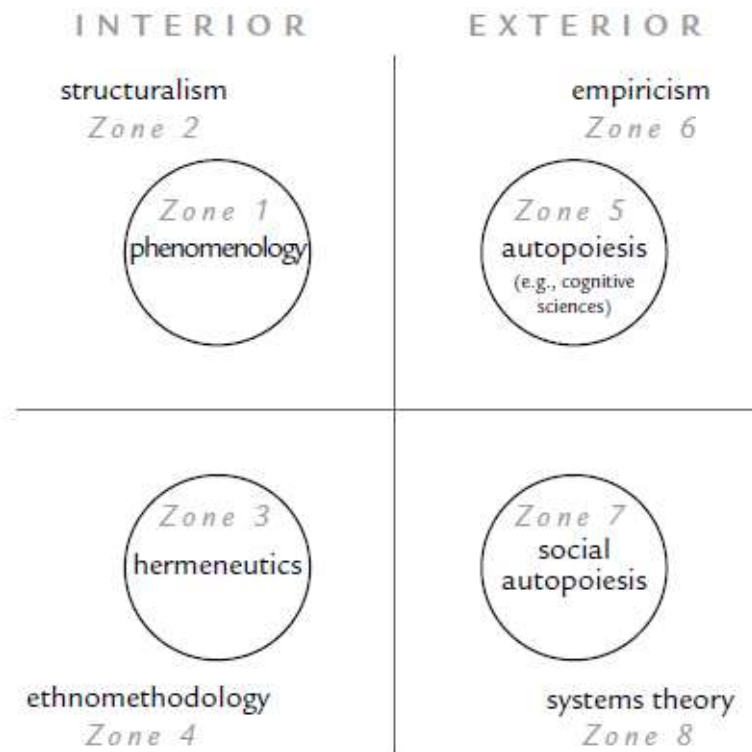 INTERIOR
EXTERIOR
structuralism
Zone 2
empiricism
Zone 6
Zone 1
phenomenology
Zone 5
autopoiesis
(e.g., cognitive
sciences)
Zone 3
hermeneutics
Zone 7
social
autopoiesis
ethnomethodology
Zone 4
systems theory
Zone 8